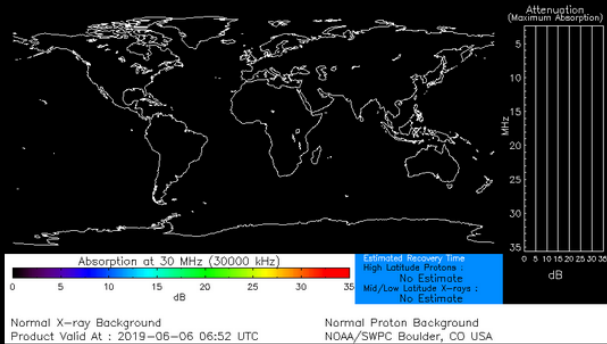 Attenuation
(Maximum Absorption)
5
10
15
20
25
30
35
MHz
0 5 10 15 20 25 30 35
dB
Absorption at 30 MHz (30000 kHz)
0 5 10 15 20 25 30 35
dB
Estimated Recovery Time
High Latitude Protons :
No Estimate
Mid/Low Latitude X-rays :
No Estimate
Normal X-ray Background
Normal Proton Background
Product Valid At : 2019-06-06 06:52 UTC
NOAA/SWPC Boulder, CO USA